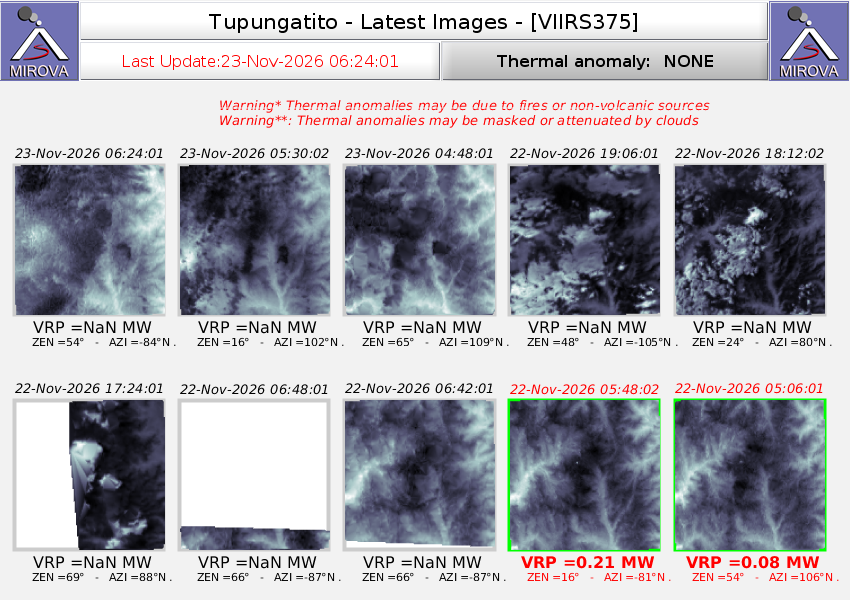 Tupungatito - Latest Images - [VIIRS375]
MIROVA
Last Update:23-Nov-2026 06:24:01
Thermal anomaly: NONE
MIROVA
Warning* Thermal anomalies may be due to fires or non-volcanic sources
Warning**: Thermal anomalies may be masked or attenuated by clouds
23-Nov-2026 06:24:01 23-Nov-2026 05:30:02 23-Nov-2026 04:48:01 22-Nov-2026 19:06:01 22-Nov-2026 18:12:02
VRP =NaN MW VRP =NaN MW VRP =NaN MW VRP =NaN MW VRP =NaN MW
ZEN =54° - AZI =-84°N . ZEN =16° - AZI =102°N . ZEN =65° - AZI =109°N . ZEN =48° - AZI =-105°N . ZEN =24° - AZI =80°N .
22-Nov-2026 17:24:01 22-Nov-2026 06:48:01 22-Nov-2026 06:42:01 22-Nov-2026 05:48:02 22-Nov-2026 05:06:01
VRP =NaN MW VRP =NaN MW VRP =NaN MW VRP =0.21 MW VRP =0.08 MW
ZEN =69° - AZI =88°N . ZEN =66° - AZI =-87°N . ZEN =66° - AZI =-87°N . ZEN =16° - AZI =-81°N . ZEN =54° - AZI =106°N .